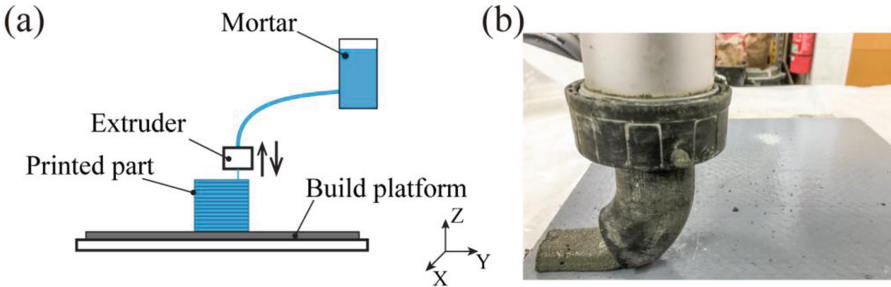 (a)
Mortar
Extruder
Printed part
Build platform
Z
Y
X
(b)